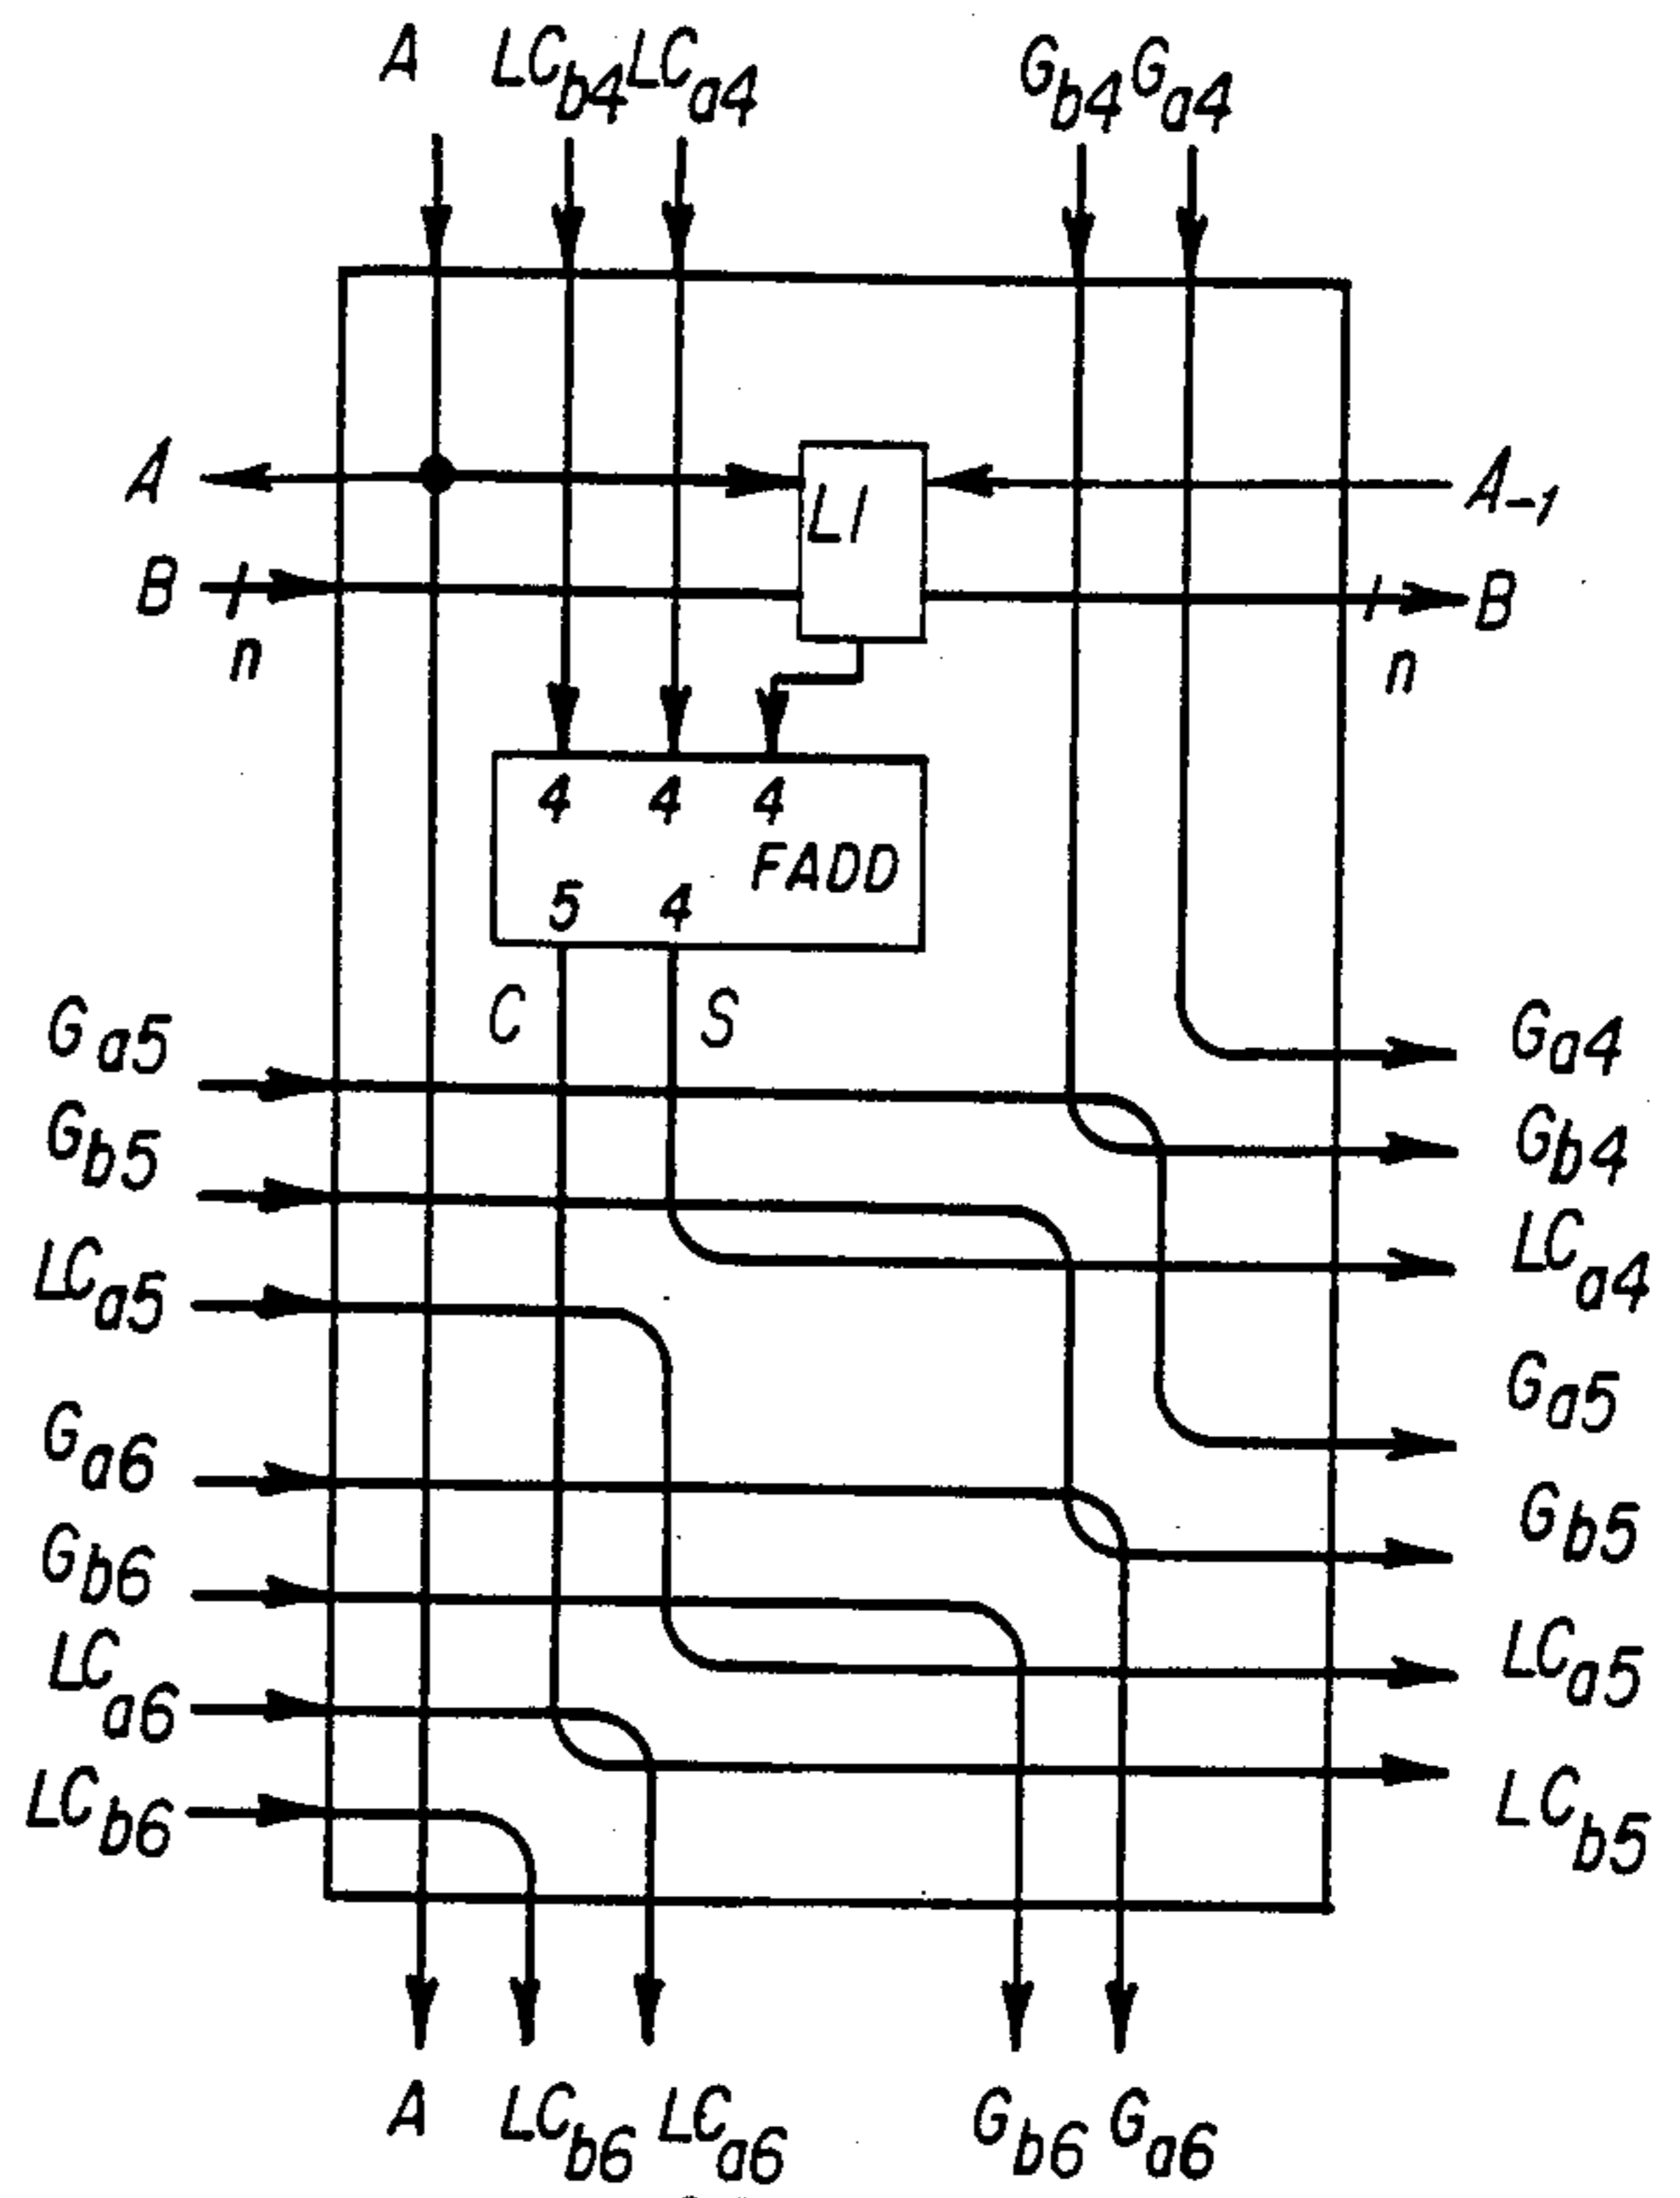 A LCb4 LCa4 Gb4 Ga4
A LI A-1
B B
n n
4 4 4
FADD
5 4
C S
Ga5 Ga4
Gb5 Gb4
LCa5 LCa4
Ga6 Ga5
Gb6 Gb5
LCa6 LCa5
LCb6 LCb5
A LCb6 LCa6 Gb6 Ga6